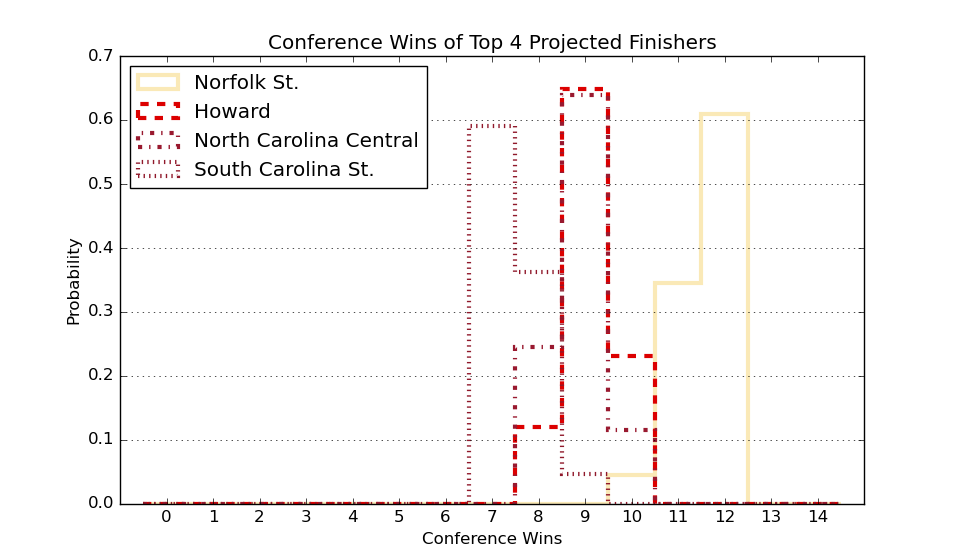 Conference Wins of Top 4 Projected Finishers
Norfolk St.
Howard
North Carolina Central
South Carolina St.
0.7
0.6
0.5
0.4
0.3
0.2
0.1
0.0
Probability
0 1 2 3 4 5 6 7 8 9 10 11 12 13 14
Conference Wins